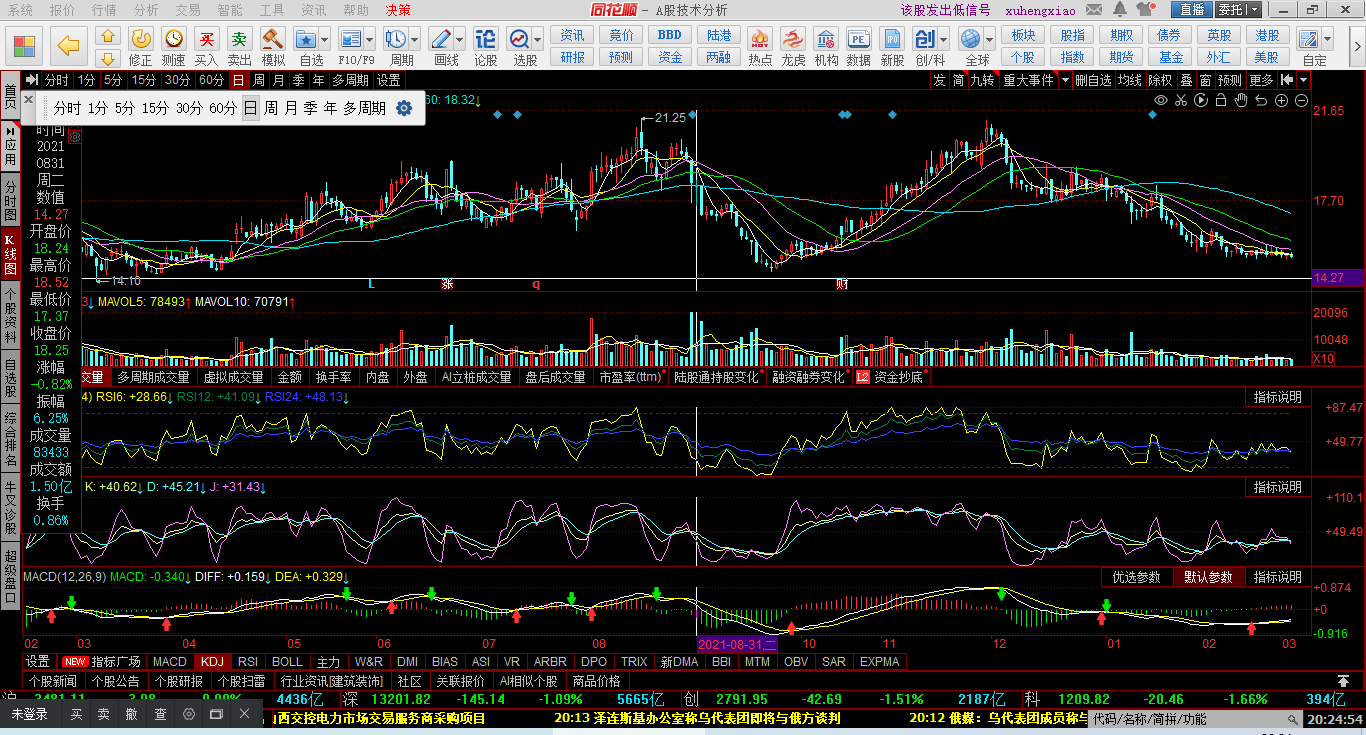 系统 报价 行情 分析 交易 智能 工具 资讯 帮助 决策 同花顺 - A股技术分析 该股发出低信号 xuhengxiao 直播 委托
资讯 竞价 BBD 陆港 板块 股指 期权 债券 英股 港股
研报 预测 资金 两融 个股 指数 期货 基金 外汇 美股
修正 测速 买入 卖出 模拟 自选 F10/F9 周期 画线 论股 选股 热点 龙虎 机构 数据 新股 创/科 全球 自定
分时 1分 5分 15分 30分 60分 日 周 月 季 年 多周期 设置 发 简 九转 重大事件 删自选 均线 除权 叠 窗 预测 更多
分时 1分 5分 15分 30分 60分 日 周 月 季 年 多周期
60: 18.32↓
首页
应用
分时图
K线图
个股资料
自选股
综合排名
牛叉诊股
超级盘口
时间
2021
0831
周二
数值
14.27
开盘价
18.24
最高价
18.52
最低价
17.37
收盘价
18.25
涨幅
-0.82%
振幅
6.25%
成交量
83433
成交额
1.50亿
换手
0.86%
21.25
14.10
L 涨 q 财
21.65
17.70
14.27
3↓ MAVOL5: 78493↑ MAVOL10: 70791↑
20096
10048
X10
交量 多周期成交量 虚拟成交量 金额 换手率 内盘 外盘 AI立桩成交量 盘后成交量 市盈率(ttm) 陆股通持股变化 融资融券变化 L2 资金抄底
4) RSI6: +28.66↓ RSI12: +41.09↓ RSI24: +48.13↓ 指标说明
+87.47
+49.77
K: +40.62↓ D: +45.21↓ J: +31.43↓ 指标说明
+110.1
+49.49
MACD(12,26,9) MACD: -0.340↓ DIFF: +0.159↓ DEA: +0.329↓ 优选参数 默认参数 指标说明
+0.874
+0
-0.916
02 03 04 05 06 07 08 2021-08-31,二 10 11 12 01 02 03
设置 NEW 指标广场 MACD KDJ RSI BOLL 主力 W&R DMI BIAS ASI VR ARBR DPO TRIX 新DMA BBI MTM OBV SAR EXPMA
个股新闻 个股公告 个股研报 个股扫雷 行业资讯[建筑装饰] 社区 关联报价 AI相似个股 商品价格
沪 3481.11 4436亿 深 13201.82 -145.14 -1.09% 5665亿 创 2791.95 -42.69 -1.51% 2187亿 科 1209.82 -20.46 -1.66% 394亿
未登录 买 卖 撤 查 山西交控电力市场交易服务商采购项目 20:13 泽连斯基办公室称乌代表团即将与俄方谈判 20:12 俄媒：乌代表团成员称与 代码/名称/简拼/功能 20:24:54